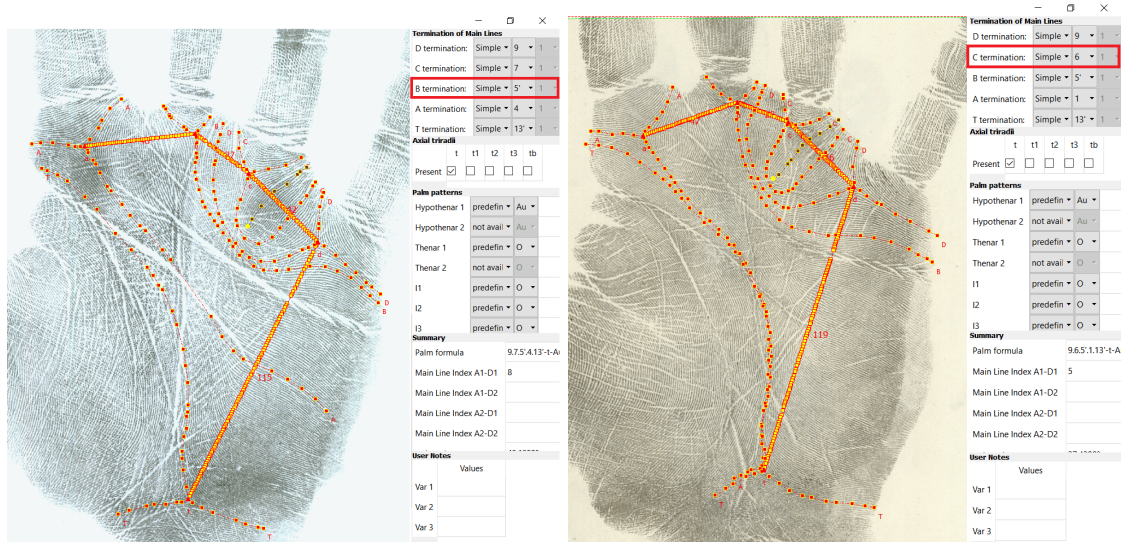 Termination of Main Lines
D termination: Simple 9 1
C termination: Simple 7 1
B termination: Simple 5' 1
A termination: Simple 4 1
T termination: Simple 13' 1
Axial triradii
t t1 t2 t3 tb
Present
Palm patterns
Hypothenar 1 predefin Au
Hypothenar 2 not avail Au
Thenar 1 predefin O
Thenar 2 not avail O
I1 predefin O
I2 predefin O
I3 predefin O
Summary
Palm formula 9.7.5'.4.13'-t-A
Main Line Index A1-D1 8
Main Line Index A1-D2
Main Line Index A2-D1
Main Line Index A2-D2
User Notes
Values
Var 1
Var 2
Var 3
A
B
D
C
A
T
c
D
d
D
B
115
A
t
T
T
Termination of Main Lines
D termination: Simple 9 1
C termination: Simple 6 1
B termination: Simple 5' 1
A termination: Simple 1 1
T termination: Simple 13' 1
Axial triradii
t t1 t2 t3 tb
Present
Palm patterns
Hypothenar 1 predefin Au
Hypothenar 2 not avail Au
Thenar 1 predefin O
Thenar 2 not avail O
I1 predefin O
I2 predefin O
I3 predefin O
Summary
Palm formula 9.6.5'.1.13'-t-A
Main Line Index A1-D1 5
Main Line Index A1-D2
Main Line Index A2-D1
Main Line Index A2-D2
User Notes
Values
Var 1
Var 2
Var 3
A
D
C
A
T
D
d
D
B
119
T
T